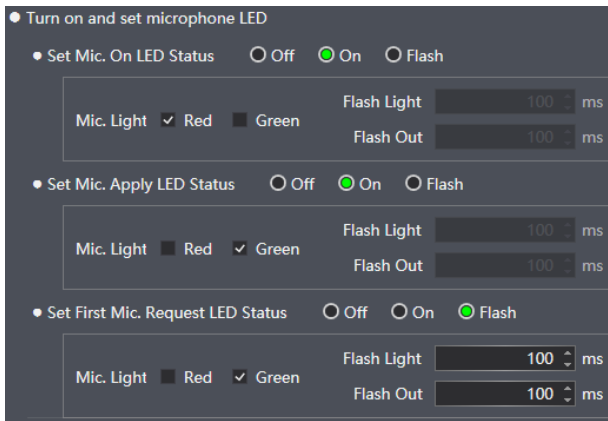 Turn on and set microphone LED
Set Mic. On LED Status Off On Flash
Flash Light 100 ms
Mic. Light Red Green
Flash Out 100 ms
Set Mic. Apply LED Status Off On Flash
Flash Light 100 ms
Mic. Light Red Green
Flash Out 100 ms
Set First Mic. Request LED Status Off On Flash
Flash Light 100 ms
Mic. Light Red Green
Flash Out 100 ms